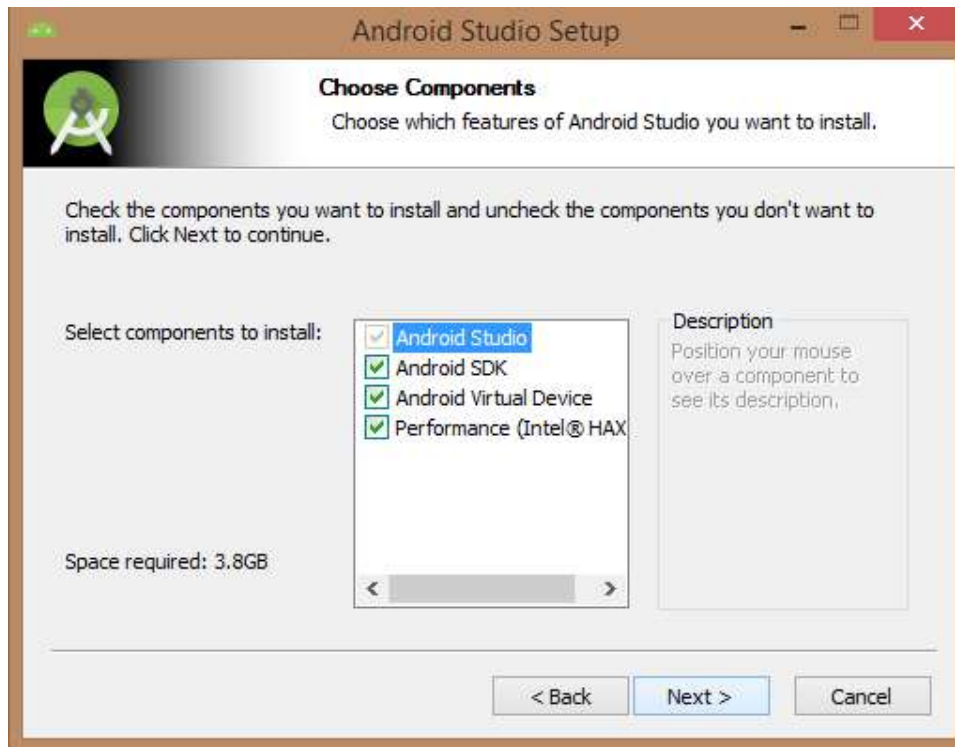 Android Studio Setup
Choose Components
Choose which features of Android Studio you want to install.
Check the components you want to install and uncheck the components you don't want to
install. Click Next to continue.
Select components to install:
Android Studio
Android SDK
Android Virtual Device
Performance (Intel® HAX
Description
Position your mouse
over a component to
see its description.
Space required: 3.8GB
< Back
Next >
Cancel